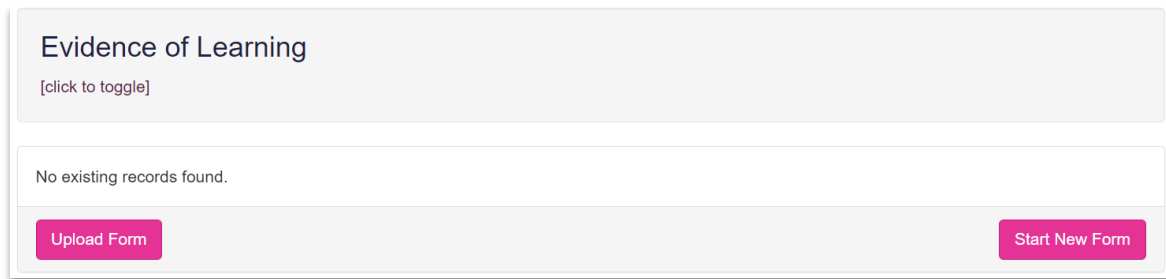 Evidence of Learning
[click to toggle]
No existing records found.
Upload Form
Start New Form